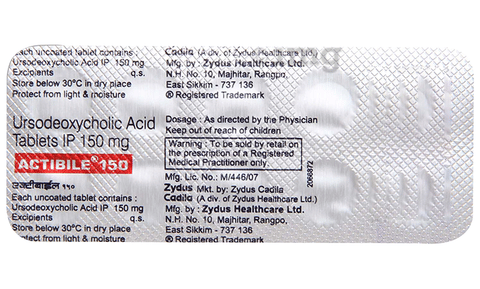 Each uncoated tablet contains :
Ursodeoxycholic Acid IP 150 mg
Excipients q.s.
Store below 30°C in dry place
Protect from light & moisture
Cadila (A div. of Zydus Healthcare Ltd.)
Mfg. by : Zydus Healthcare Ltd.
N.H. No. 10, Majhitar, Rangpo,
East Sikkim - 737 136
® Registered Trademark
Ursodeoxycholic Acid
Tablets IP 150 mg
ACTIBILE® 150
एक्टीबाईल १५०
Dosage : As directed by the Physician
Keep out of reach of children
Warning : To be sold by retail on
the prescription of a Registered
Medical Practitioner only.
Mfg. Lic. No. : M/446/07
2066872
Each uncoated tablet contains :
Ursodeoxycholic Acid IP 150 mg
Excipients q.s.
Store below 30°C in dry place
Protect from light & moisture
Zydus Mkt. by: Zydus Cadila
Cadila (A div. of Zydus Healthcare Ltd.)
Mfg. by : Zydus Healthcare Ltd.
N.H. No. 10, Majhitar, Rangpo,
East Sikkim - 737 136
® Registered Trademark